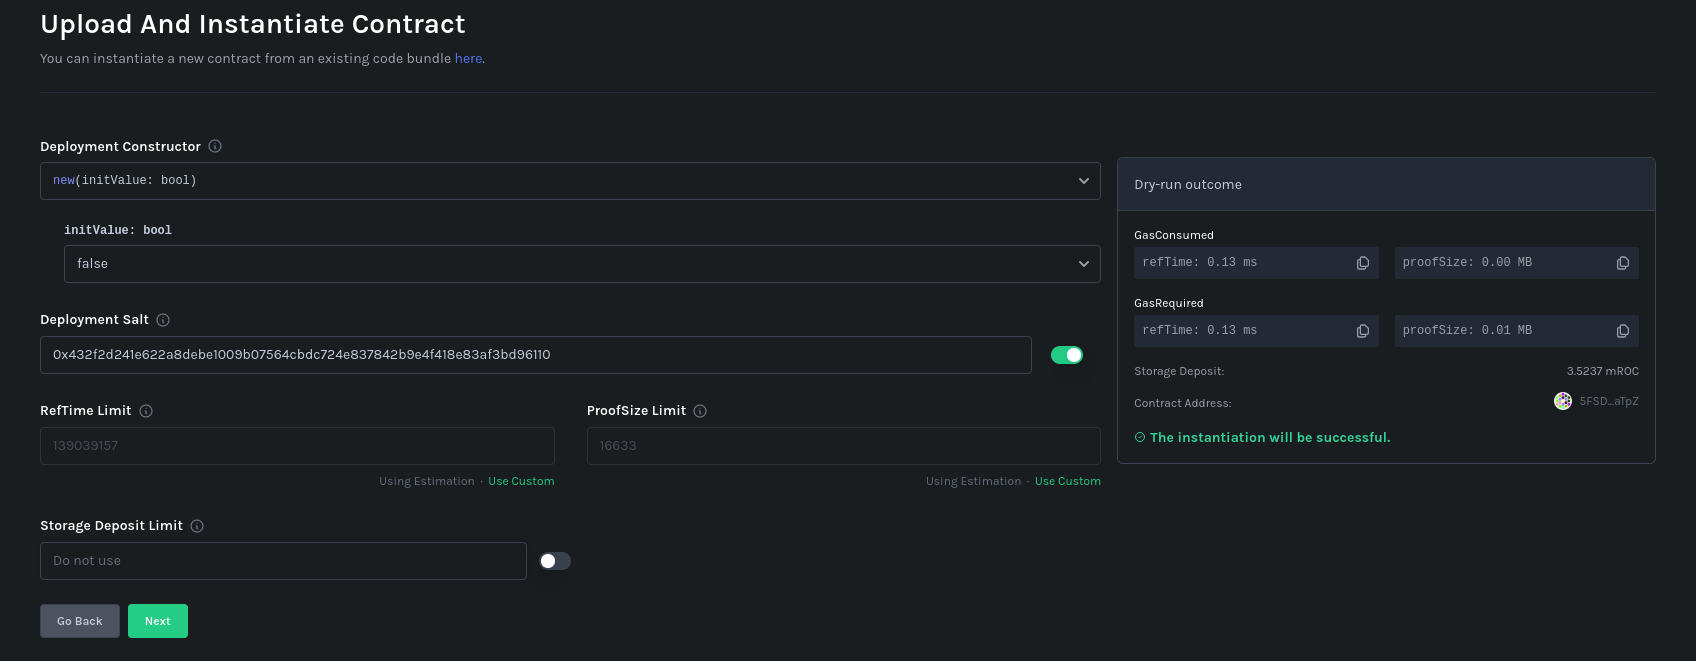 Upload And Instantiate Contract
You can instantiate a new contract from an existing code bundle here.
Deployment Constructor
new(initValue: bool)
initValue: bool
false
Deployment Salt
0x432f2d241e622a8debe1009b07564cbdc724e837842b9e4f418e83af3bd96110
RefTime Limit
139039157
Using Estimation · Use Custom
ProofSize Limit
16633
Using Estimation · Use Custom
Storage Deposit Limit
Do not use
Go Back
Next
Dry-run outcome
GasConsumed
refTime: 0.13 ms
proofSize: 0.00 MB
GasRequired
refTime: 0.13 ms
proofSize: 0.01 MB
Storage Deposit: 3.5237 mROC
Contract Address: 5FSD...aTpZ
The instantiation will be successful.